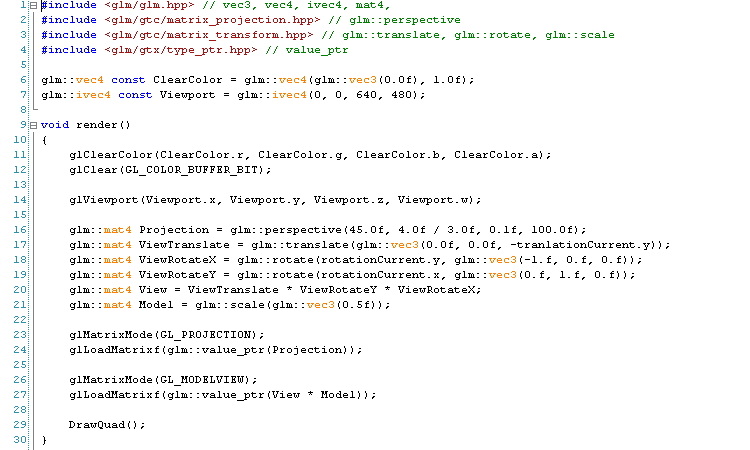 1 #include <glm/glm.hpp> // vec3, vec4, ivec4, mat4,
2 #include <glm/gtc/matrix_projection.hpp> // glm::perspective
3 #include <glm/gtc/matrix_transform.hpp> // glm::translate, glm::rotate, glm::scale
4 #include <glm/gtx/type_ptr.hpp> // value_ptr
5
6 glm::vec4 const ClearColor = glm::vec4(glm::vec3(0.0f), 1.0f);
7 glm::ivec4 const Viewport = glm::ivec4(0, 0, 640, 480);
8
9 void render()
10 {
11 glClearColor(ClearColor.r, ClearColor.g, ClearColor.b, ClearColor.a);
12 glClear(GL_COLOR_BUFFER_BIT);
13
14 glViewport(Viewport.x, Viewport.y, Viewport.z, Viewport.w);
15
16 glm::mat4 Projection = glm::perspective(45.0f, 4.0f / 3.0f, 0.1f, 100.0f);
17 glm::mat4 ViewTranslate = glm::translate(glm::vec3(0.0f, 0.0f, -tranlationCurrent.y));
18 glm::mat4 ViewRotateX = glm::rotate(rotationCurrent.y, glm::vec3(-1.f, 0.f, 0.f));
19 glm::mat4 ViewRotateY = glm::rotate(rotationCurrent.x, glm::vec3(0.f, 1.f, 0.f));
20 glm::mat4 View = ViewTranslate * ViewRotateY * ViewRotateX;
21 glm::mat4 Model = glm::scale(glm::vec3(0.5f));
22
23 glMatrixMode(GL_PROJECTION);
24 glLoadMatrixf(glm::value_ptr(Projection));
25
26 glMatrixMode(GL_MODELVIEW);
27 glLoadMatrixf(glm::value_ptr(View * Model));
28
29 DrawQuad();
30 }